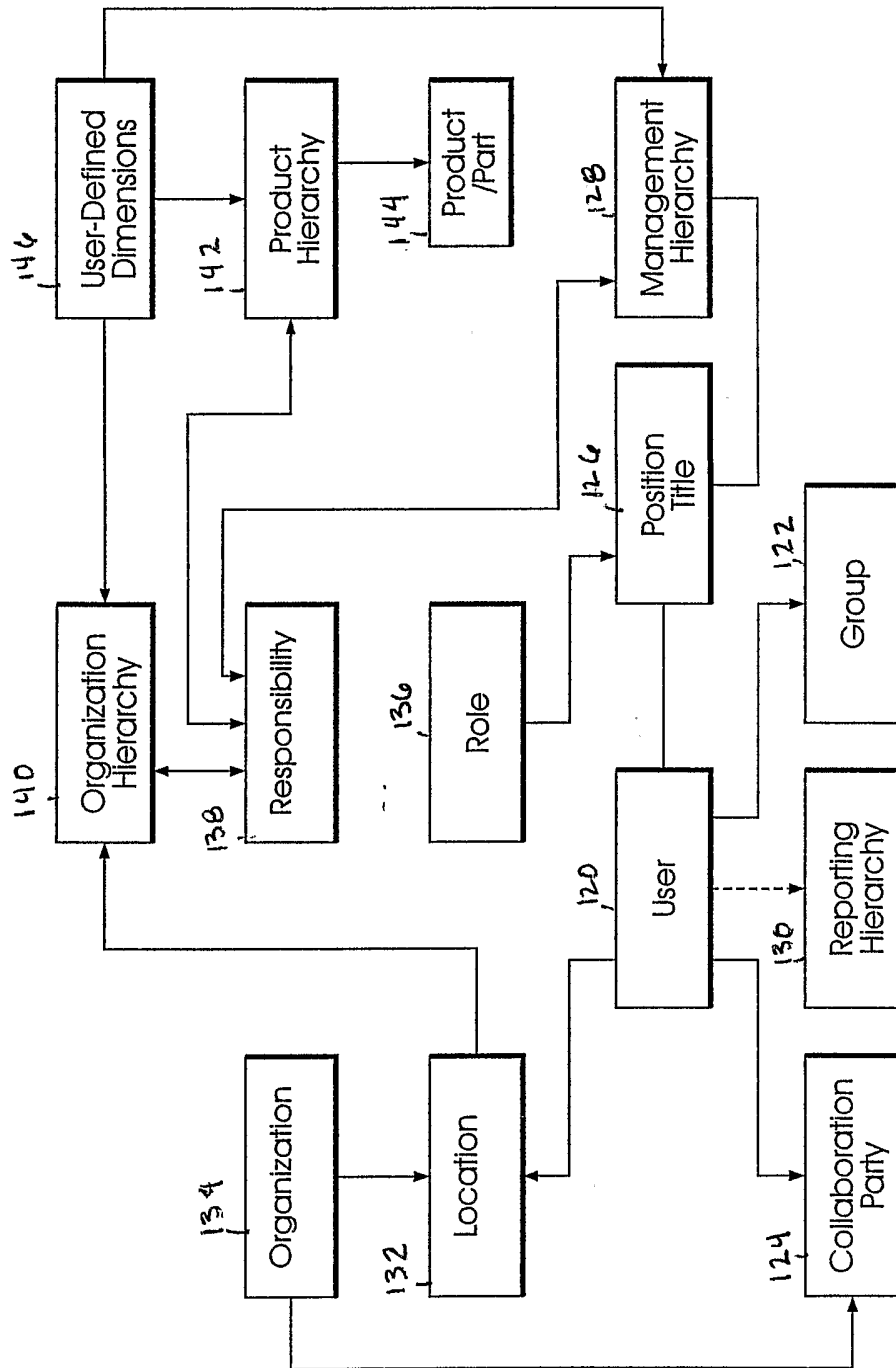 140
Organization
Hierarchy
146
User-Defined
Dimensions
134
Organization
138
Responsibility
142
Product
Hierarchy
132
Location
136
Role
144
Product
/Part
120
User
126
Position
Title
128
Management
Hierarchy
124
Collaboration
Party
130
Reporting
Hierarchy
122
Group